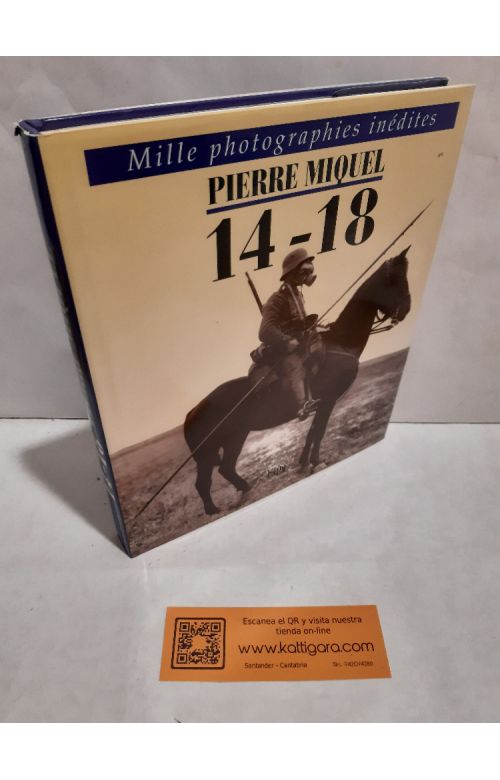 Mille photographies inédites
PIERRE MIQUEL
14-18
Escanea el QR y visita nuestra
tienda on-line
www.kattigara.com
Santander - Cantabria